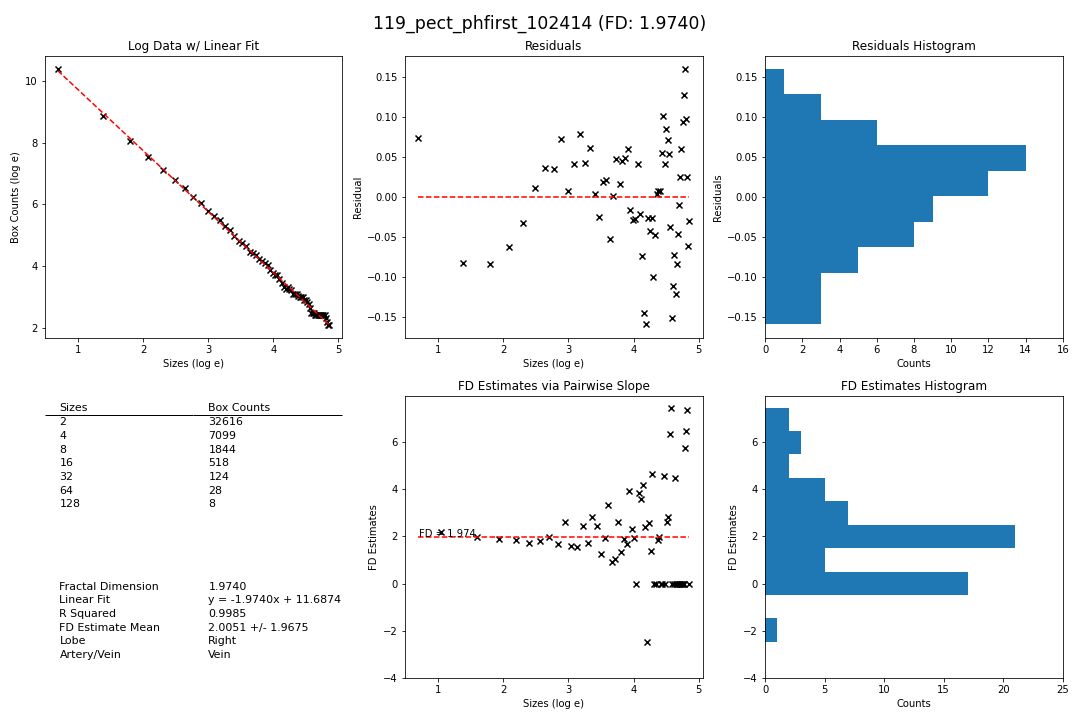 119_pect_phfirst_102414 (FD: 1.9740)
Log Data w/ Linear Fit
Box Counts (log e)
10
8
6
4
2
1 2 3 4 5
Sizes (log e)
Residuals
Residual
0.15
0.10
0.05
0.00
−0.05
−0.10
−0.15
1 2 3 4 5
Sizes (log e)
Residuals Histogram
Residuals
0.15
0.10
0.05
0.00
−0.05
−0.10
−0.15
0 2 4 6 8 10 12 14 16
Counts
Sizes Box Counts
2 32616
4 7099
8 1844
16 518
32 124
64 28
128 8
Fractal Dimension 1.9740
Linear Fit y = -1.9740x + 11.6874
R Squared 0.9985
FD Estimate Mean 2.0051 +/- 1.9675
Lobe Right
Artery/Vein Vein
FD Estimates via Pairwise Slope
FD Estimates
6
4
2
0
−2
−4
FD = 1.974
1 2 3 4 5
Sizes (log e)
FD Estimates Histogram
FD Estimates
6
4
2
0
−2
−4
0 5 10 15 20 25
Counts